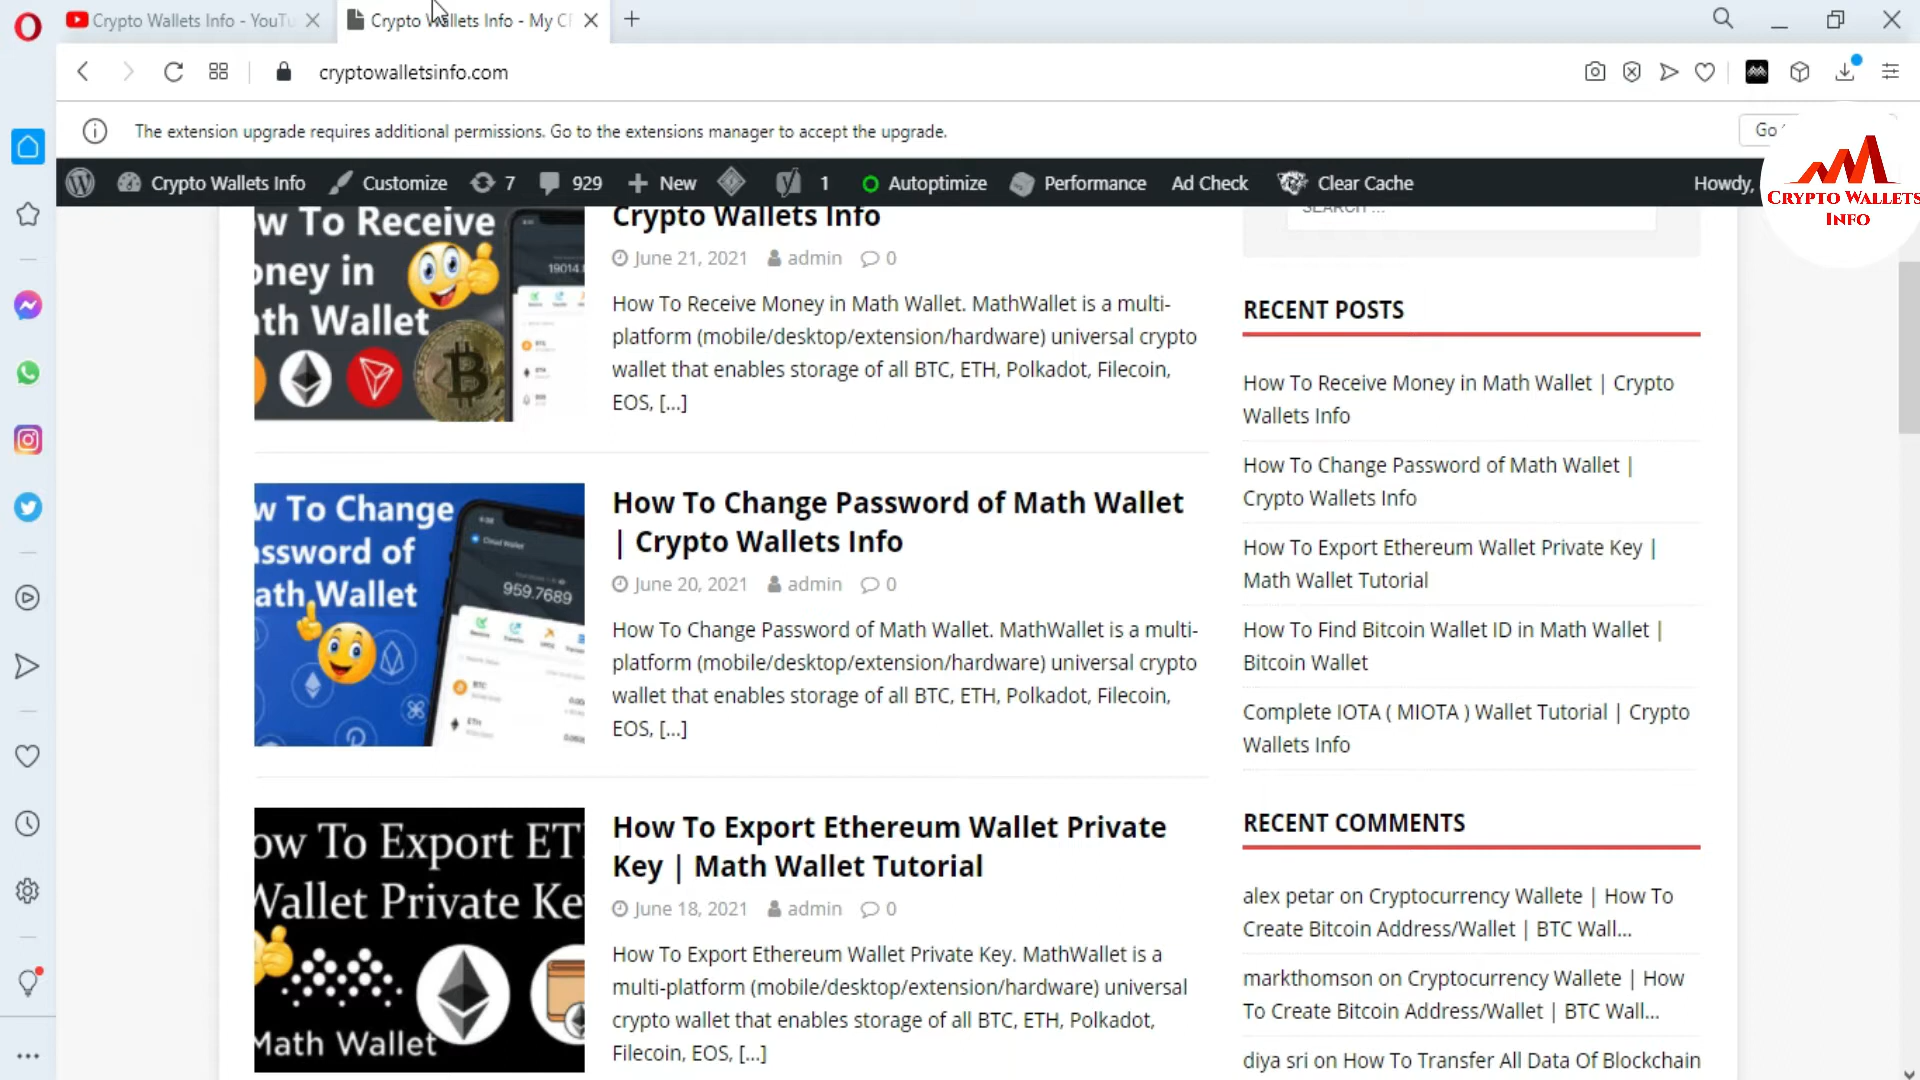 Crypto Wallets Info - YouTu
Crypto Wallets Info - My C
cryptowalletsinfo.com
The extension upgrade requires additional permissions. Go to the extensions manager to accept the upgrade.
Go
Crypto Wallets Info
Customize
7
929
New
1
Autoptimize
Performance
Ad Check
Clear Cache
Howdy,
CRYPTO WALLETS
INFO
w To Receive
oney in
ath Wallet
Crypto Wallets Info
June 21, 2021 admin 0
How To Receive Money in Math Wallet. MathWallet is a multi-
platform (mobile/desktop/extension/hardware) universal crypto
wallet that enables storage of all BTC, ETH, Polkadot, Filecoin,
EOS, [...]
w To Change
assword of
ath Wallet
Cloud Wallet
959.7689
BTC
ETH
How To Change Password of Math Wallet
| Crypto Wallets Info
June 20, 2021 admin 0
How To Change Password of Math Wallet. MathWallet is a multi-
platform (mobile/desktop/extension/hardware) universal crypto
wallet that enables storage of all BTC, ETH, Polkadot, Filecoin,
EOS, [...]
ow To Export ET
Wallet Private Ke
Math Wallet
How To Export Ethereum Wallet Private
Key | Math Wallet Tutorial
June 18, 2021 admin 0
How To Export Ethereum Wallet Private Key. MathWallet is a
multi-platform (mobile/desktop/extension/hardware) universal
crypto wallet that enables storage of all BTC, ETH, Polkadot,
Filecoin, EOS, [...]
SEARCH ...
RECENT POSTS
How To Receive Money in Math Wallet | Crypto
Wallets Info
How To Change Password of Math Wallet |
Crypto Wallets Info
How To Export Ethereum Wallet Private Key |
Math Wallet Tutorial
How To Find Bitcoin Wallet ID in Math Wallet |
Bitcoin Wallet
Complete IOTA ( MIOTA ) Wallet Tutorial | Crypto
Wallets Info
RECENT COMMENTS
alex petar on Cryptocurrency Wallete | How To
Create Bitcoin Address/Wallet | BTC Wall...
markthomson on Cryptocurrency Wallete | How
To Create Bitcoin Address/Wallet | BTC Wall...
diya sri on How To Transfer All Data Of Blockchain